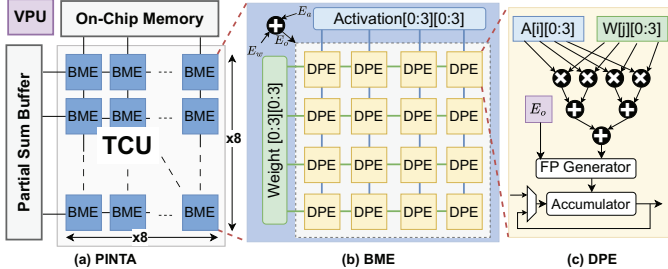 VPU
On-Chip Memory
Partial Sum Buffer
BME BME BME
BME BME BME
TCU
BME BME BME
x8
x8
(a) PINTA
E_a
E_w
E_o
Activation[0:3][0:3]
Weight [0:3][0:3]
DPE DPE DPE DPE
DPE DPE DPE DPE
DPE DPE DPE DPE
DPE DPE DPE DPE
(b) BME
A[i][0:3]
W[j][0:3]
E_o
FP Generator
Accumulator
(c) DPE